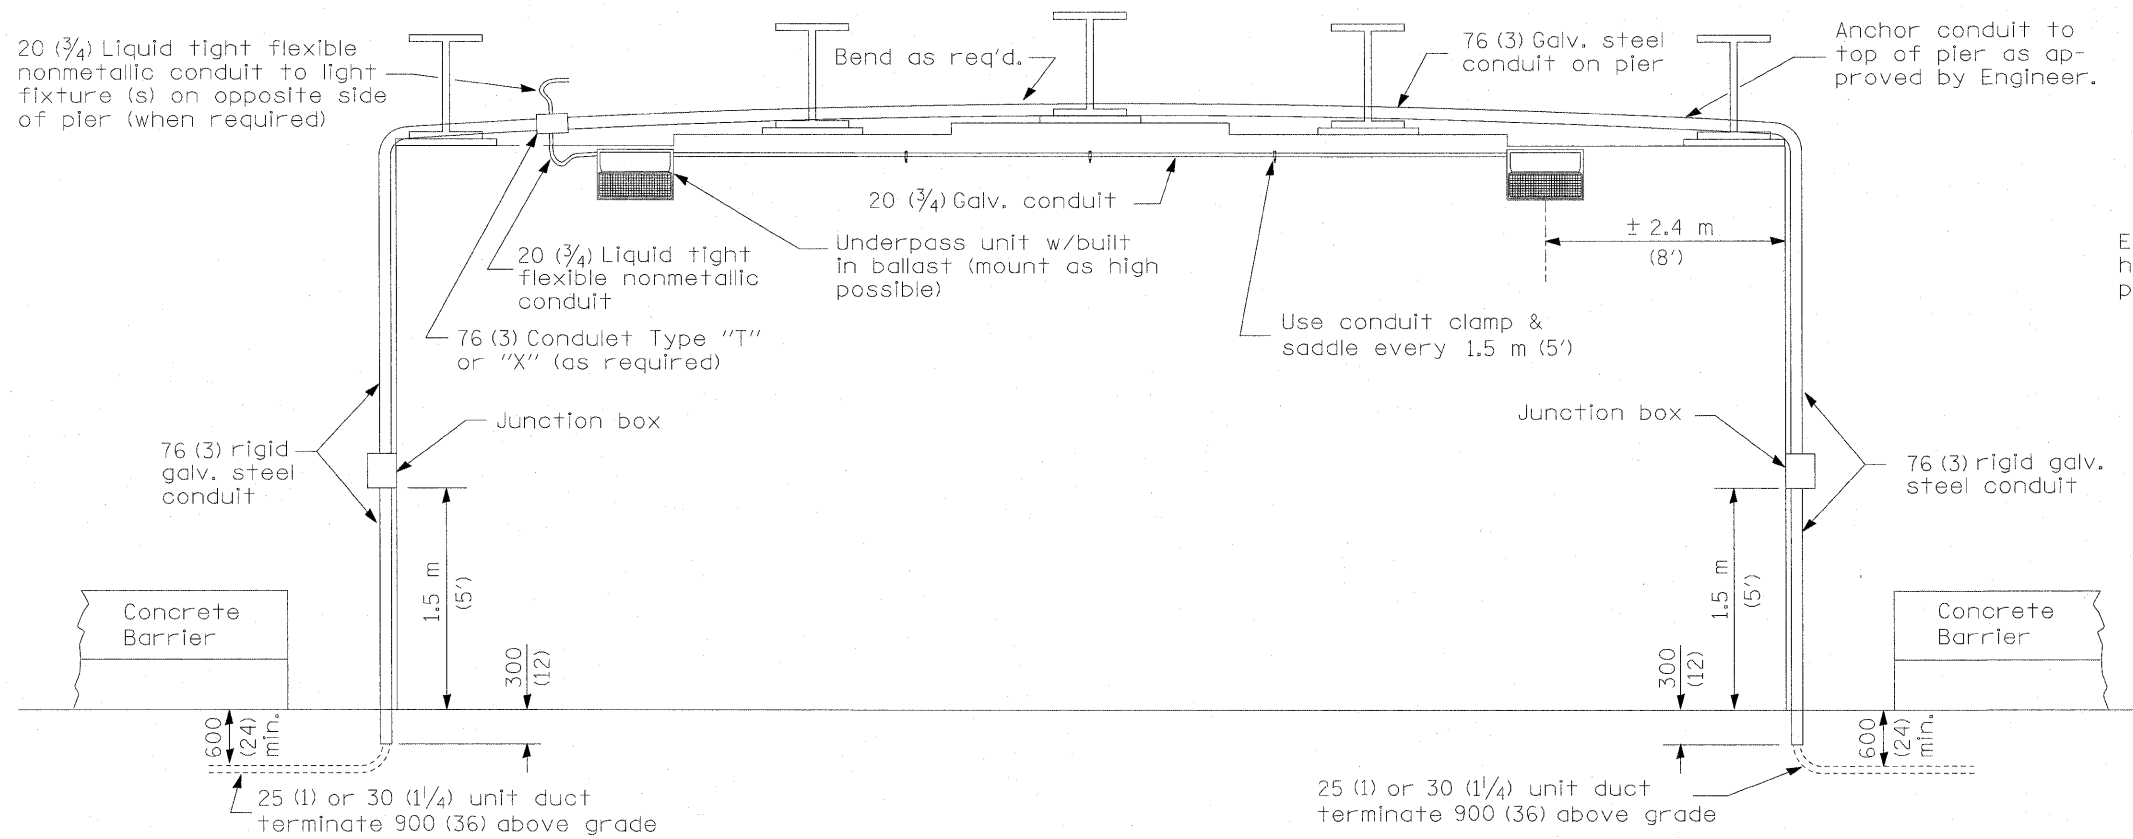 20 (3/4) Liquid tight flexible
nonmetallic conduit to light
fixture (s) on opposite side
of pier (when required)
Bend as req'd.
76 (3) Galv. steel
conduit on pier
Anchor conduit to
top of pier as ap-
proved by Engineer.
20 (3/4) Galv. conduit
± 2.4 m
(8')
20 (3/4) Liquid tight
flexible nonmetallic
conduit
Underpass unit w/built
in ballast (mount as high
possible)
E
h
p
76 (3) Condulet Type "T"
or "X" (as required)
Use conduit clamp &
saddle every 1.5 m (5')
Junction box
Junction box
76 (3) rigid
galv. steel
conduit
76 (3) rigid galv.
steel conduit
1.5 m
(5')
1.5 m
(5')
Concrete
Barrier
Concrete
Barrier
300
(12)
300
(12)
600
(24)
min.
600
(24)
min.
25 (1) or 30 (1 1/4) unit duct
terminate 900 (36) above grade
25 (1) or 30 (1 1/4) unit duct
terminate 900 (36) above grade